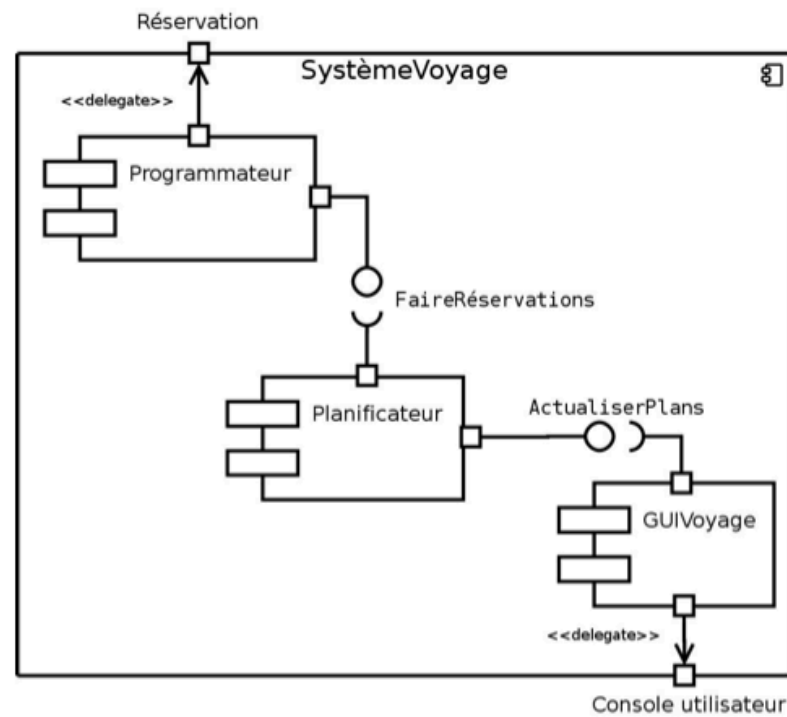 Réservation
SystèmeVoyage
<<delegate>>
Programmateur
FaireRéservations
Planificateur
ActualiserPlans
GUIVoyage
<<delegate>>
Console utilisateur